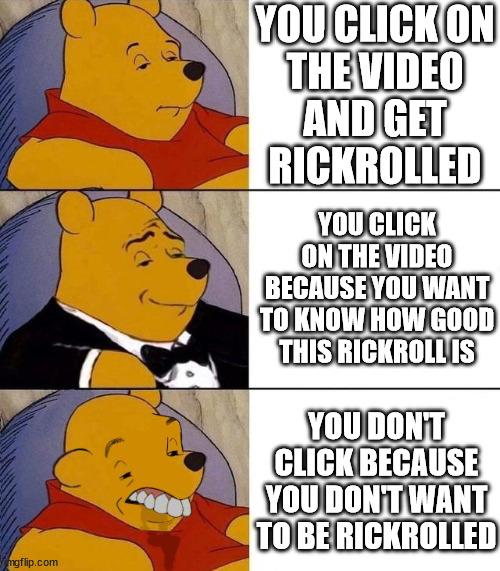 YOU CLICK ON
THE VIDEO
AND GET
RICKROLLED
YOU CLICK
ON THE VIDEO
BECAUSE YOU WANT
TO KNOW HOW GOOD
THIS RICKROLL IS
YOU DON'T
CLICK BECAUSE
YOU DON'T WANT
TO BE RICKROLLED
imgflip.com